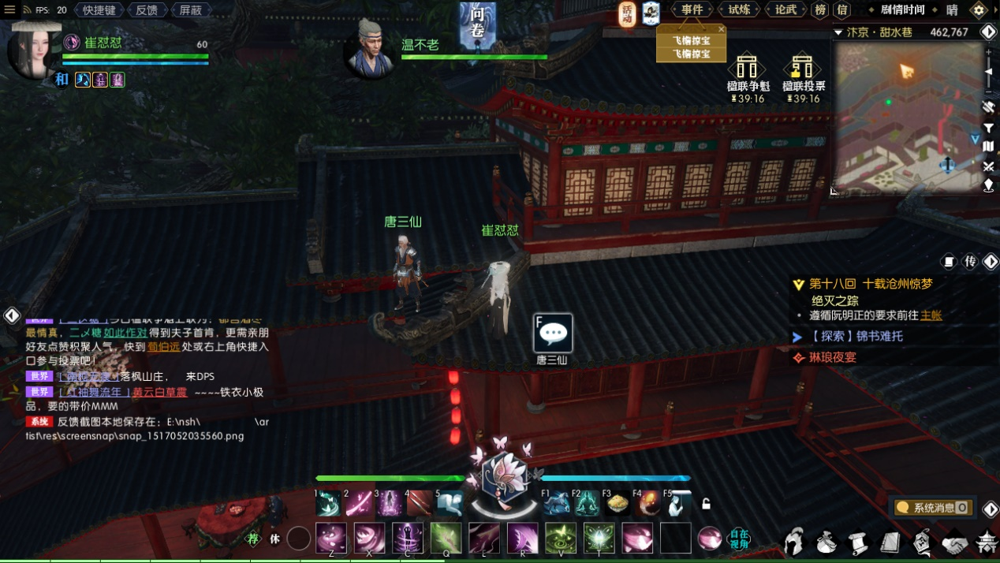 FPS: 20
快捷键
反馈
屏蔽
问卷
活动
事件
试炼
论武
榜
信
剧情时间
晴
飞檐掠宝
飞檐掠宝
汴京·甜水巷
462,767
崔怼怼
60
和
温不老
楹联争魁
楹联投票
39:16
39:16
唐三仙
崔怼怼
F
唐三仙
传
第十八回 十载沧州惊梦
绝灭之踪
遵循阮明正的要求前往主帐
【探索】锦书难托
琳琅夜宴
最情真，二乄糖如此作对得到夫子首肯，更需亲朋
好友点赞积聚人气，快到荀伯远处或右上角快捷入
口参与投票吧！
世界
落枫山庄， 来DPS
世界 [红袖舞流年]黄云白草震 ~~~~铁衣小极
品，要的带价MMM
系统 反馈截图本地保存在：E:\nsh\ \ar
tist\res\screensnap\snap_1517052035560.png
1
2
3
4
5
F1
F2
F3
F4
F5
系统消息O
荐
休
Z
X
C
Q
E
R
V
T
自在视角